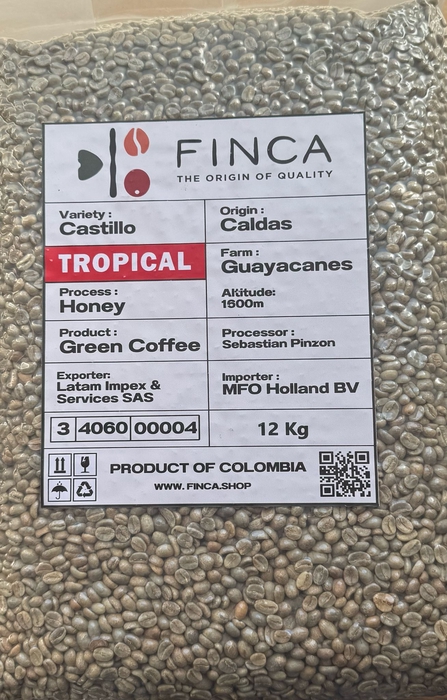 FINCA
THE ORIGIN OF QUALITY
Variety :
Castillo
Origin :
Caldas
TROPICAL
Farm :
Guayacanes
Process :
Honey
Altitude:
1600m
Product :
Green Coffee
Processor :
Sebastian Pinzon
Exporter:
Latam Impex &
Services SAS
Importer :
MFO Holland BV
3 4060 00004
12 Kg
PRODUCT OF COLOMBIA
WWW. FINCA.SHOP